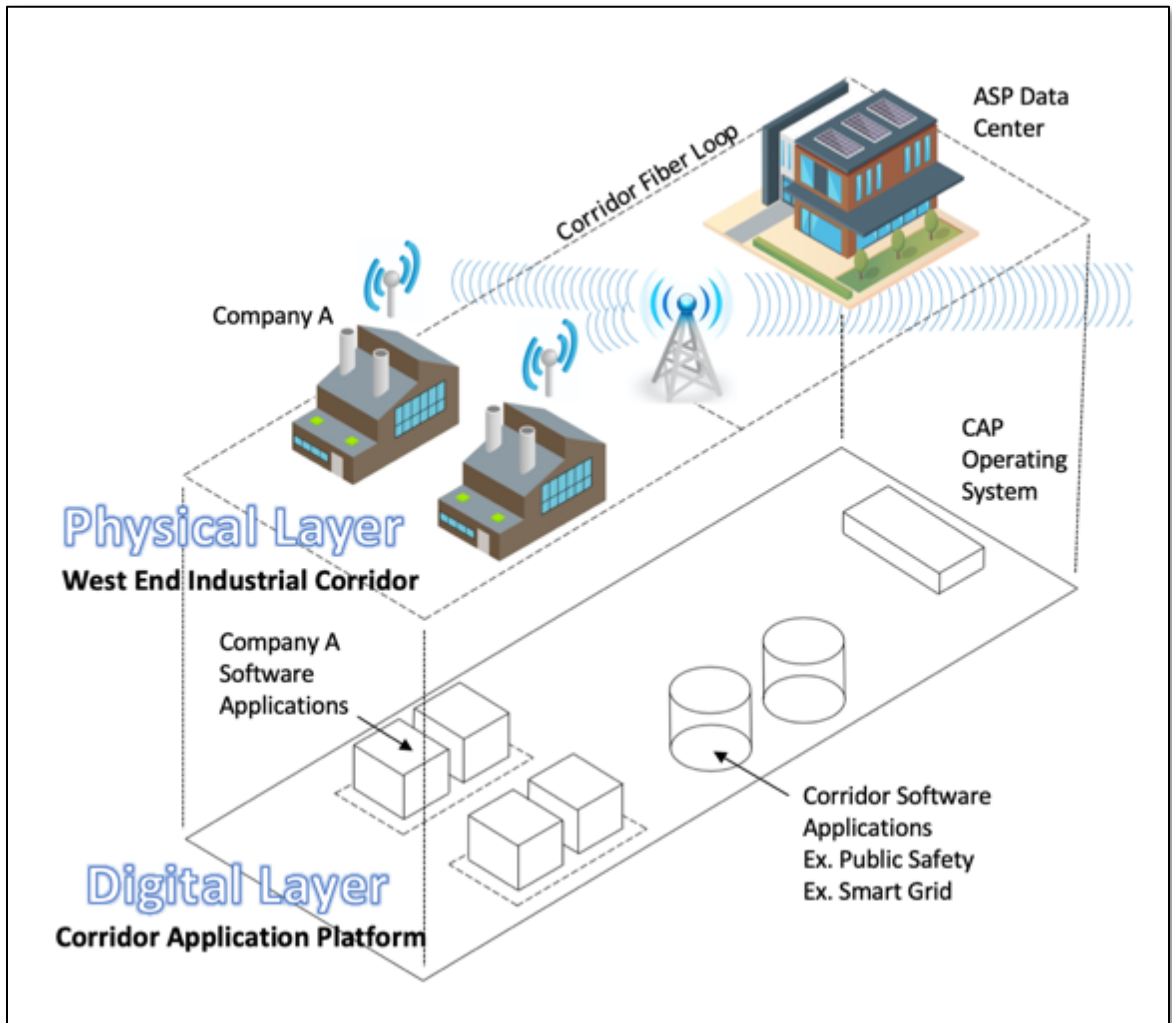 ASP Data
Center
Corridor Fiber Loop
Company A
CAP
Operating
System
Physical Layer
West End Industrial Corridor
Company A
Software
Applications
Corridor Software
Applications
Ex. Public Safety
Ex. Smart Grid
Digital Layer
Corridor Application Platform